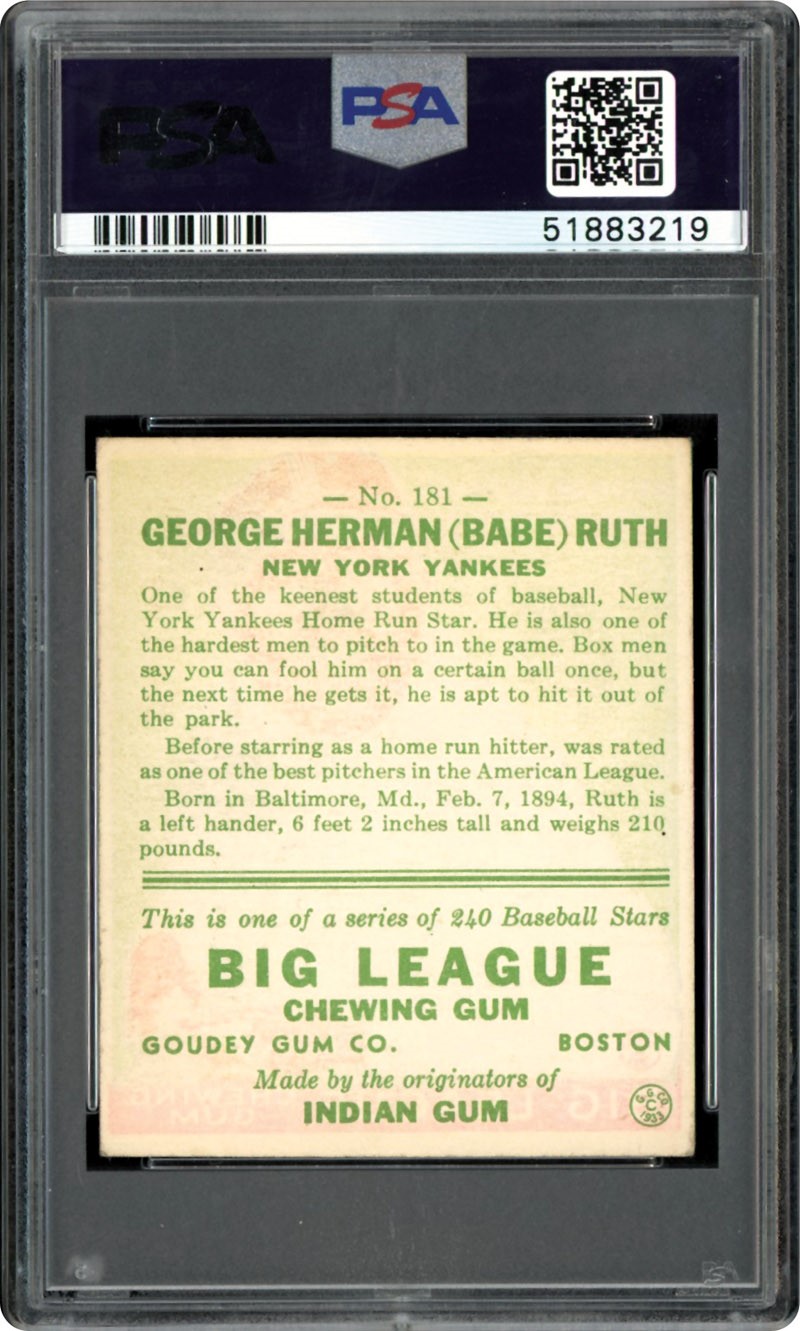 PSA
PSA
51883219
— No. 181 —
GEORGE HERMAN (BABE) RUTH
NEW YORK YANKEES
One of the keenest students of baseball, New
York Yankees Home Run Star. He is also one of
the hardest men to pitch to in the game. Box men
say you can fool him on a certain ball once, but
the next time he gets it, he is apt to hit it out of
the park.
Before starring as a home run hitter, was rated
as one of the best pitchers in the American League.
Born in Baltimore, Md., Feb. 7, 1894, Ruth is
a left hander, 6 feet 2 inches tall and weighs 210
pounds.
This is one of a series of 240 Baseball Stars
BIG LEAGUE
CHEWING GUM
GOUDEY GUM CO. BOSTON
Made by the originators of
INDIAN GUM
G.G.CO.
C
1933